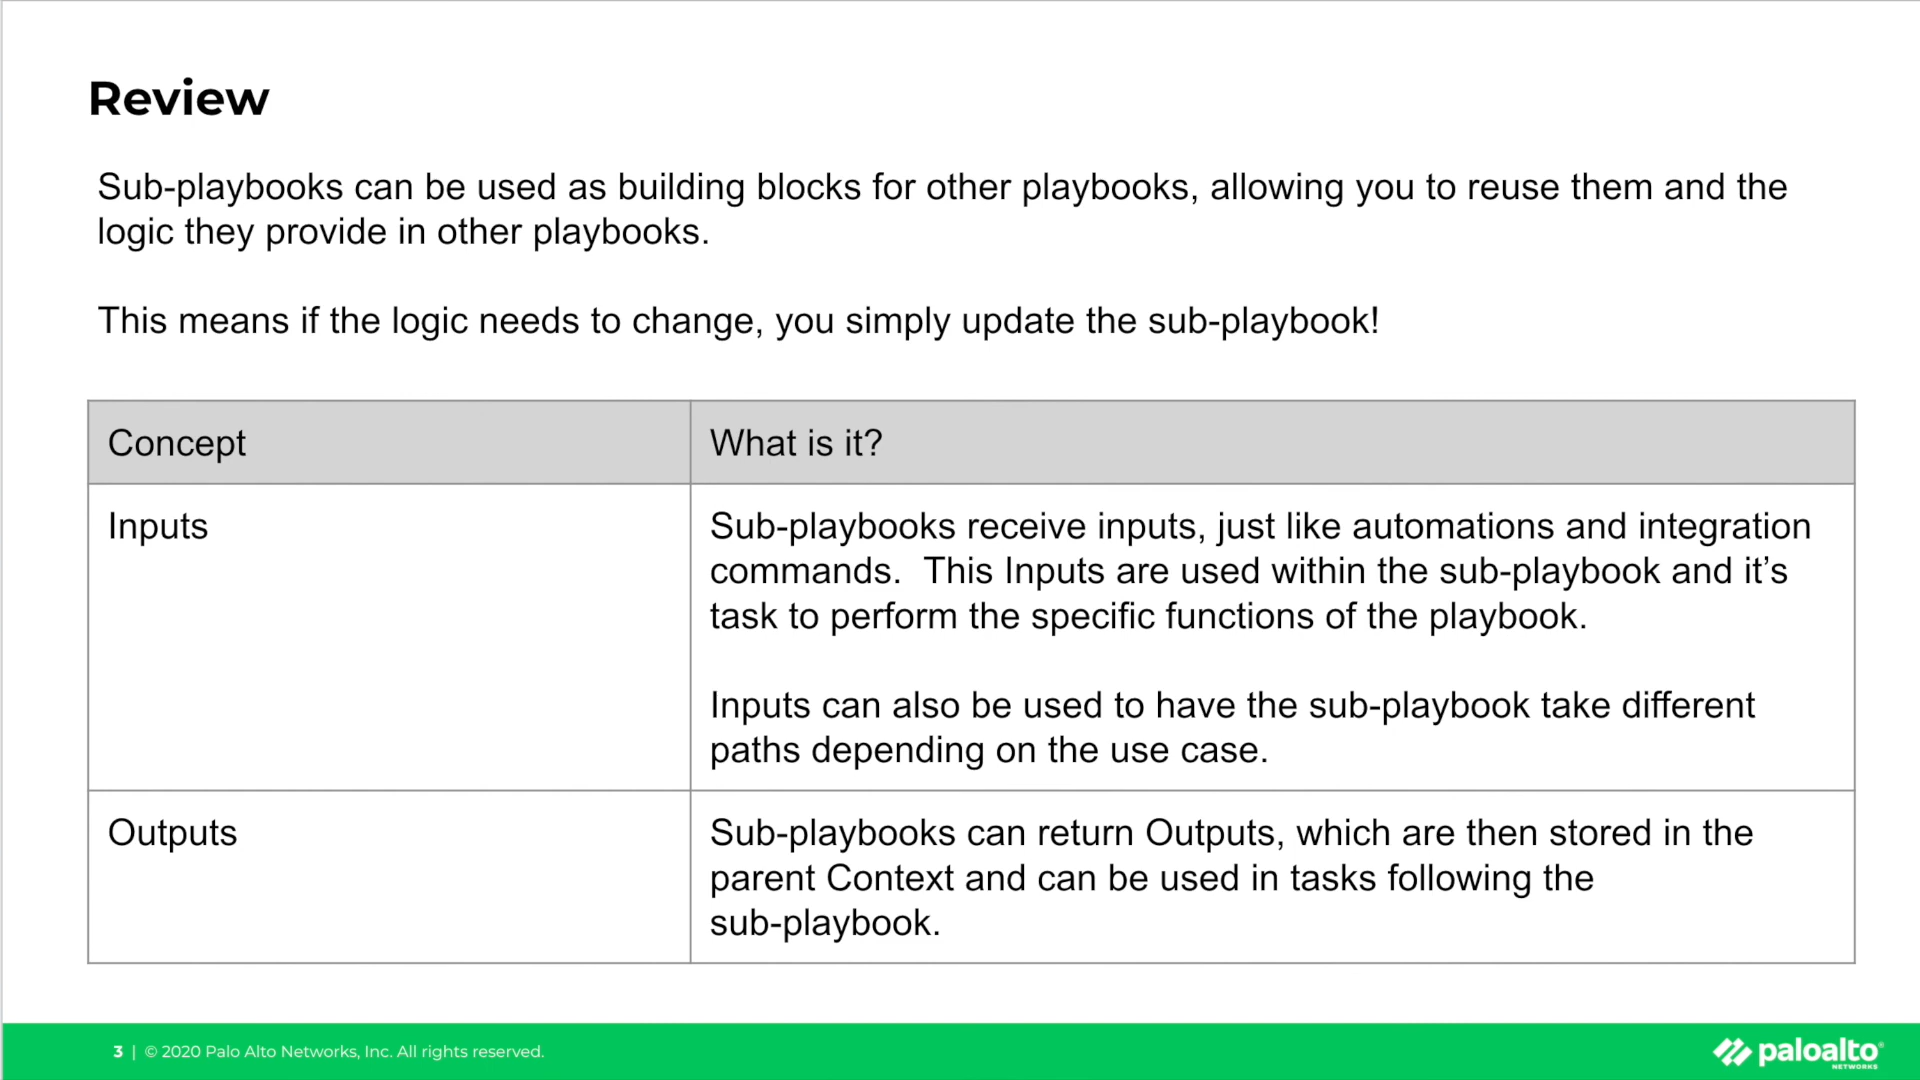 Review
Sub-playbooks can be used as building blocks for other playbooks, allowing you to reuse them and the
logic they provide in other playbooks.
This means if the logic needs to change, you simply update the sub-playbook!
Concept
What is it?
Inputs
Sub-playbooks receive inputs, just like automations and integration
commands.  This Inputs are used within the sub-playbook and it’s
task to perform the specific functions of the playbook.
Inputs can also be used to have the sub-playbook take different
paths depending on the use case.
Outputs
Sub-playbooks can return Outputs, which are then stored in the
parent Context and can be used in tasks following the
sub-playbook.
3 | © 2020 Palo Alto Networks, Inc. All rights reserved.
paloalto®
NETWORKS